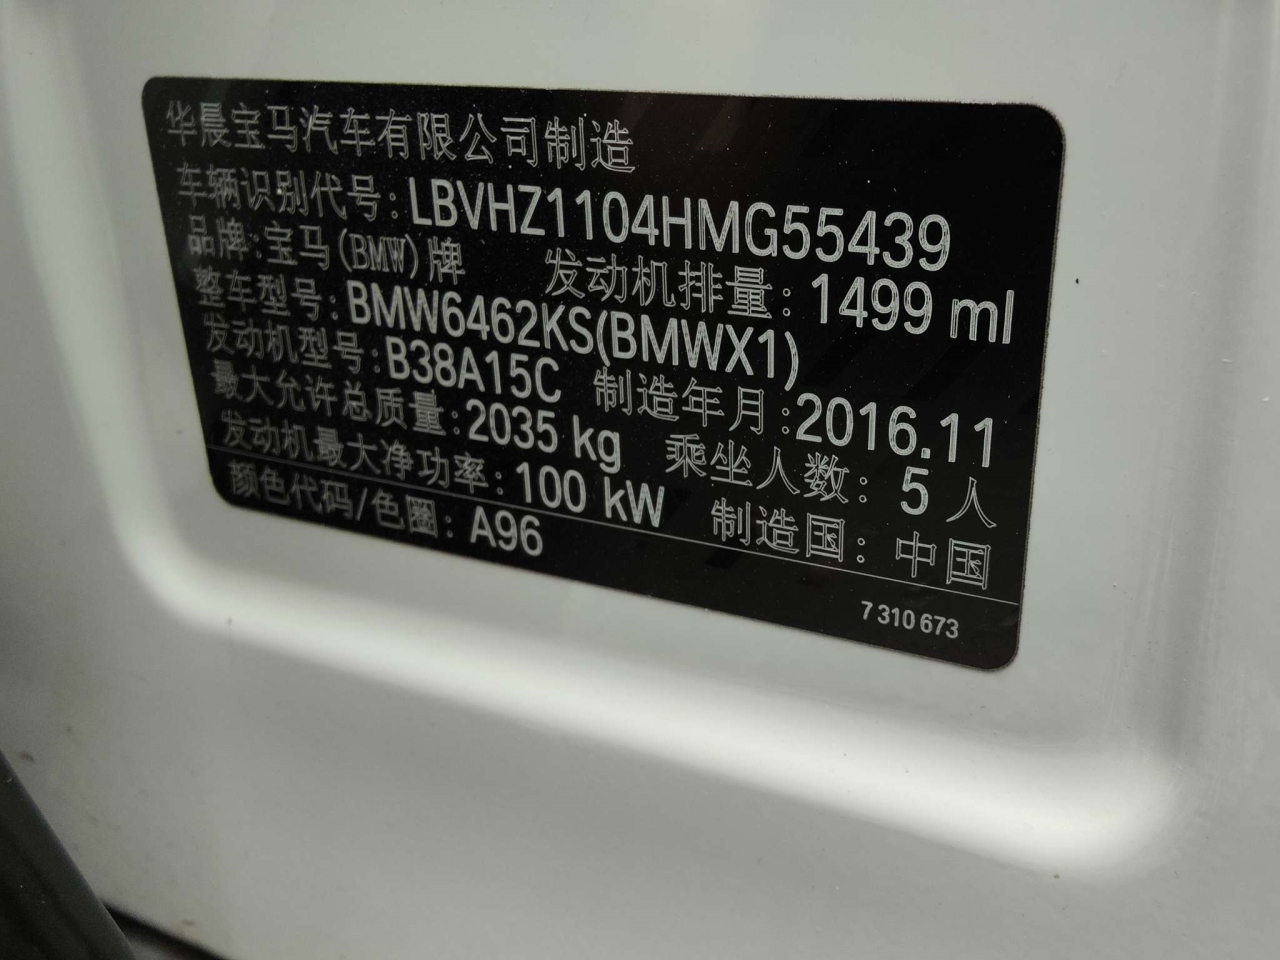 华晨宝马汽车有限公司制造
车辆识别代号: LBVHZ1104HMG55439
品牌: 宝马(BMW)牌 发动机排量: 1499 ml
整车型号: BMW6462KS(BMWX1)
发动机型号: B38A15C 制造年月: 2016.11
最大允许总质量: 2035 kg 乘坐人数: 5 人
发动机最大净功率: 100 kW 制造国: 中国
颜色代码/色圈: A96
7 310 673